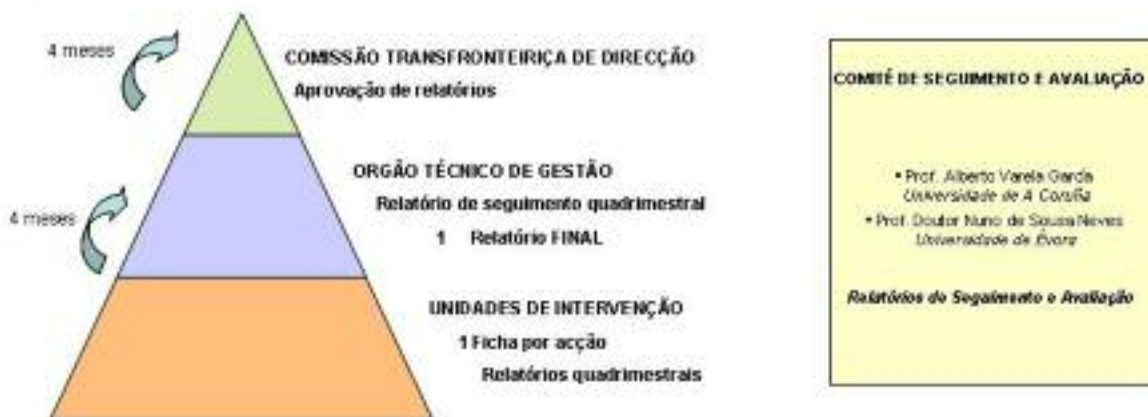 4 meses
COMISSÃO TRANSFRONTEIRIÇA DE DIRECÇÃO
Aprovação de relatórios
4 meses
ORGÃO TÉCNICO DE GESTÃO
Relatório de seguimento quadrimestral
1 Relatório FINAL
UNIDADES DE INTERVENÇÃO
1 Ficha por acção
Relatórios quadrimestrais
COMITÉ DE SEGUIMENTO E AVALIAÇÃO
• Prof. Alberto Varela García
Universidade de A Coruña
• Prof. Doutor Nuno de Sousa Neves
Universidade de Évora
Relatórios de Seguimento e Avaliação